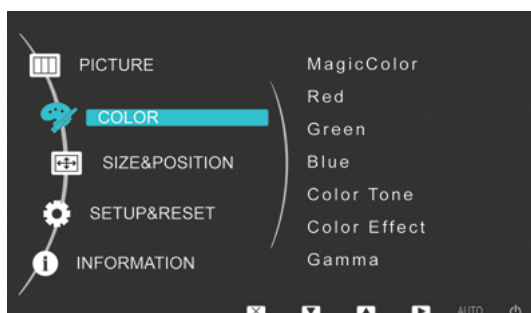 PICTURE
COLOR
SIZE&POSITION
SETUP&RESET
INFORMATION
MagicColor
Red
Green
Blue
Color Tone
Color Effect
Gamma
AUTO